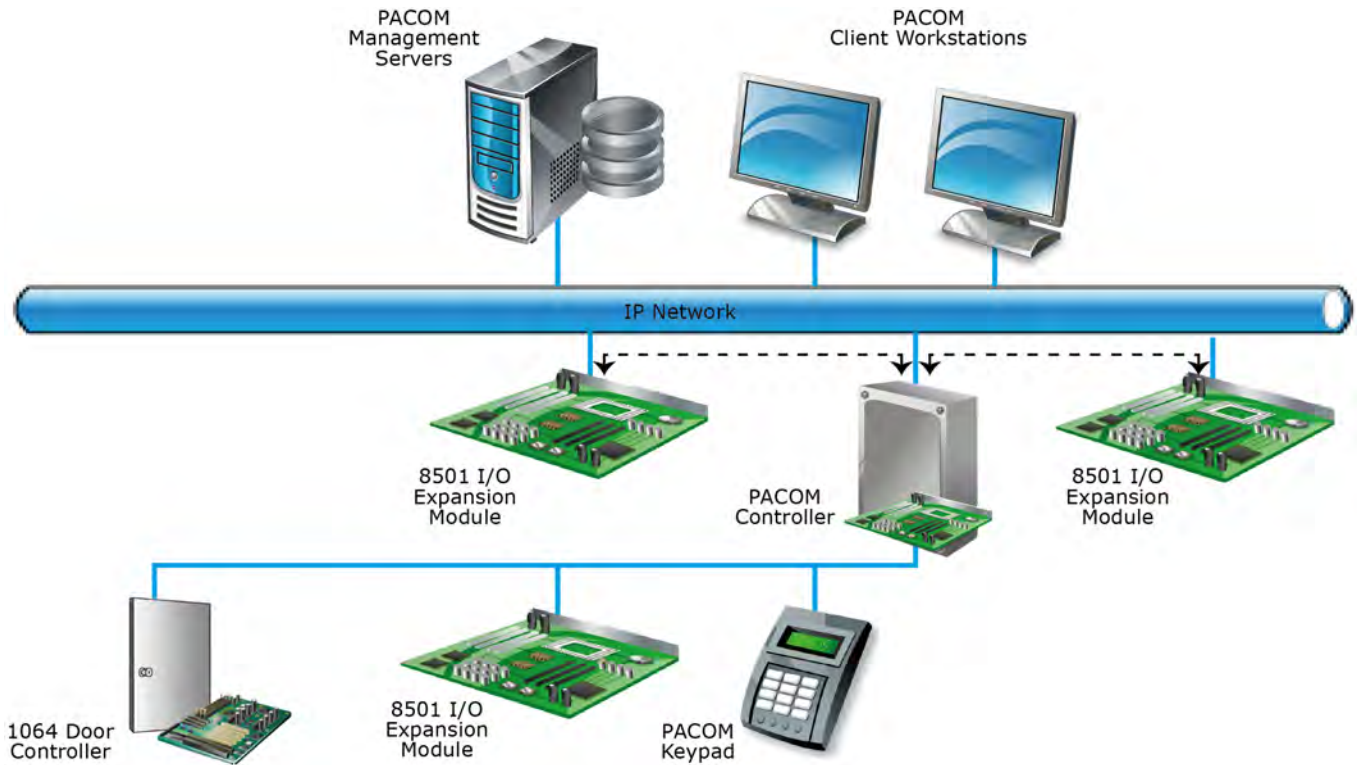 PACOM
Management
Servers
PACOM
Client Workstations
IP Network
8501 I/O
Expansion
Module
PACOM
Controller
8501 I/O
Expansion
Module
1064 Door
Controller
8501 I/O
Expansion
Module
PACOM
Keypad